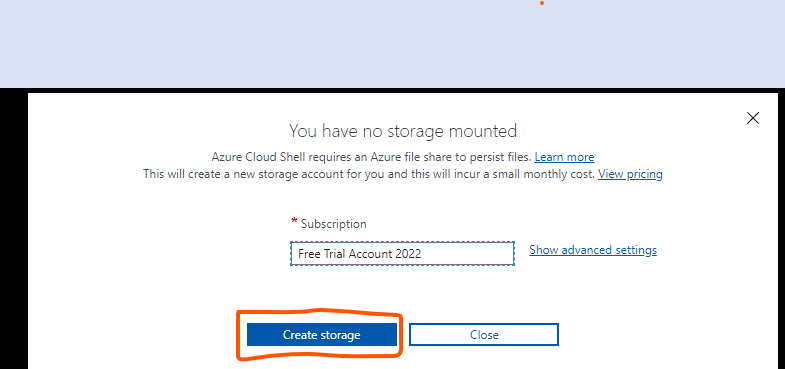 You have no storage mounted
Azure Cloud Shell requires an Azure file share to persist files. Learn more
This will create a new storage account for you and this will incur a small monthly cost. View pricing
* Subscription
Free Trial Account 2022
Show advanced settings
Create storage
Close